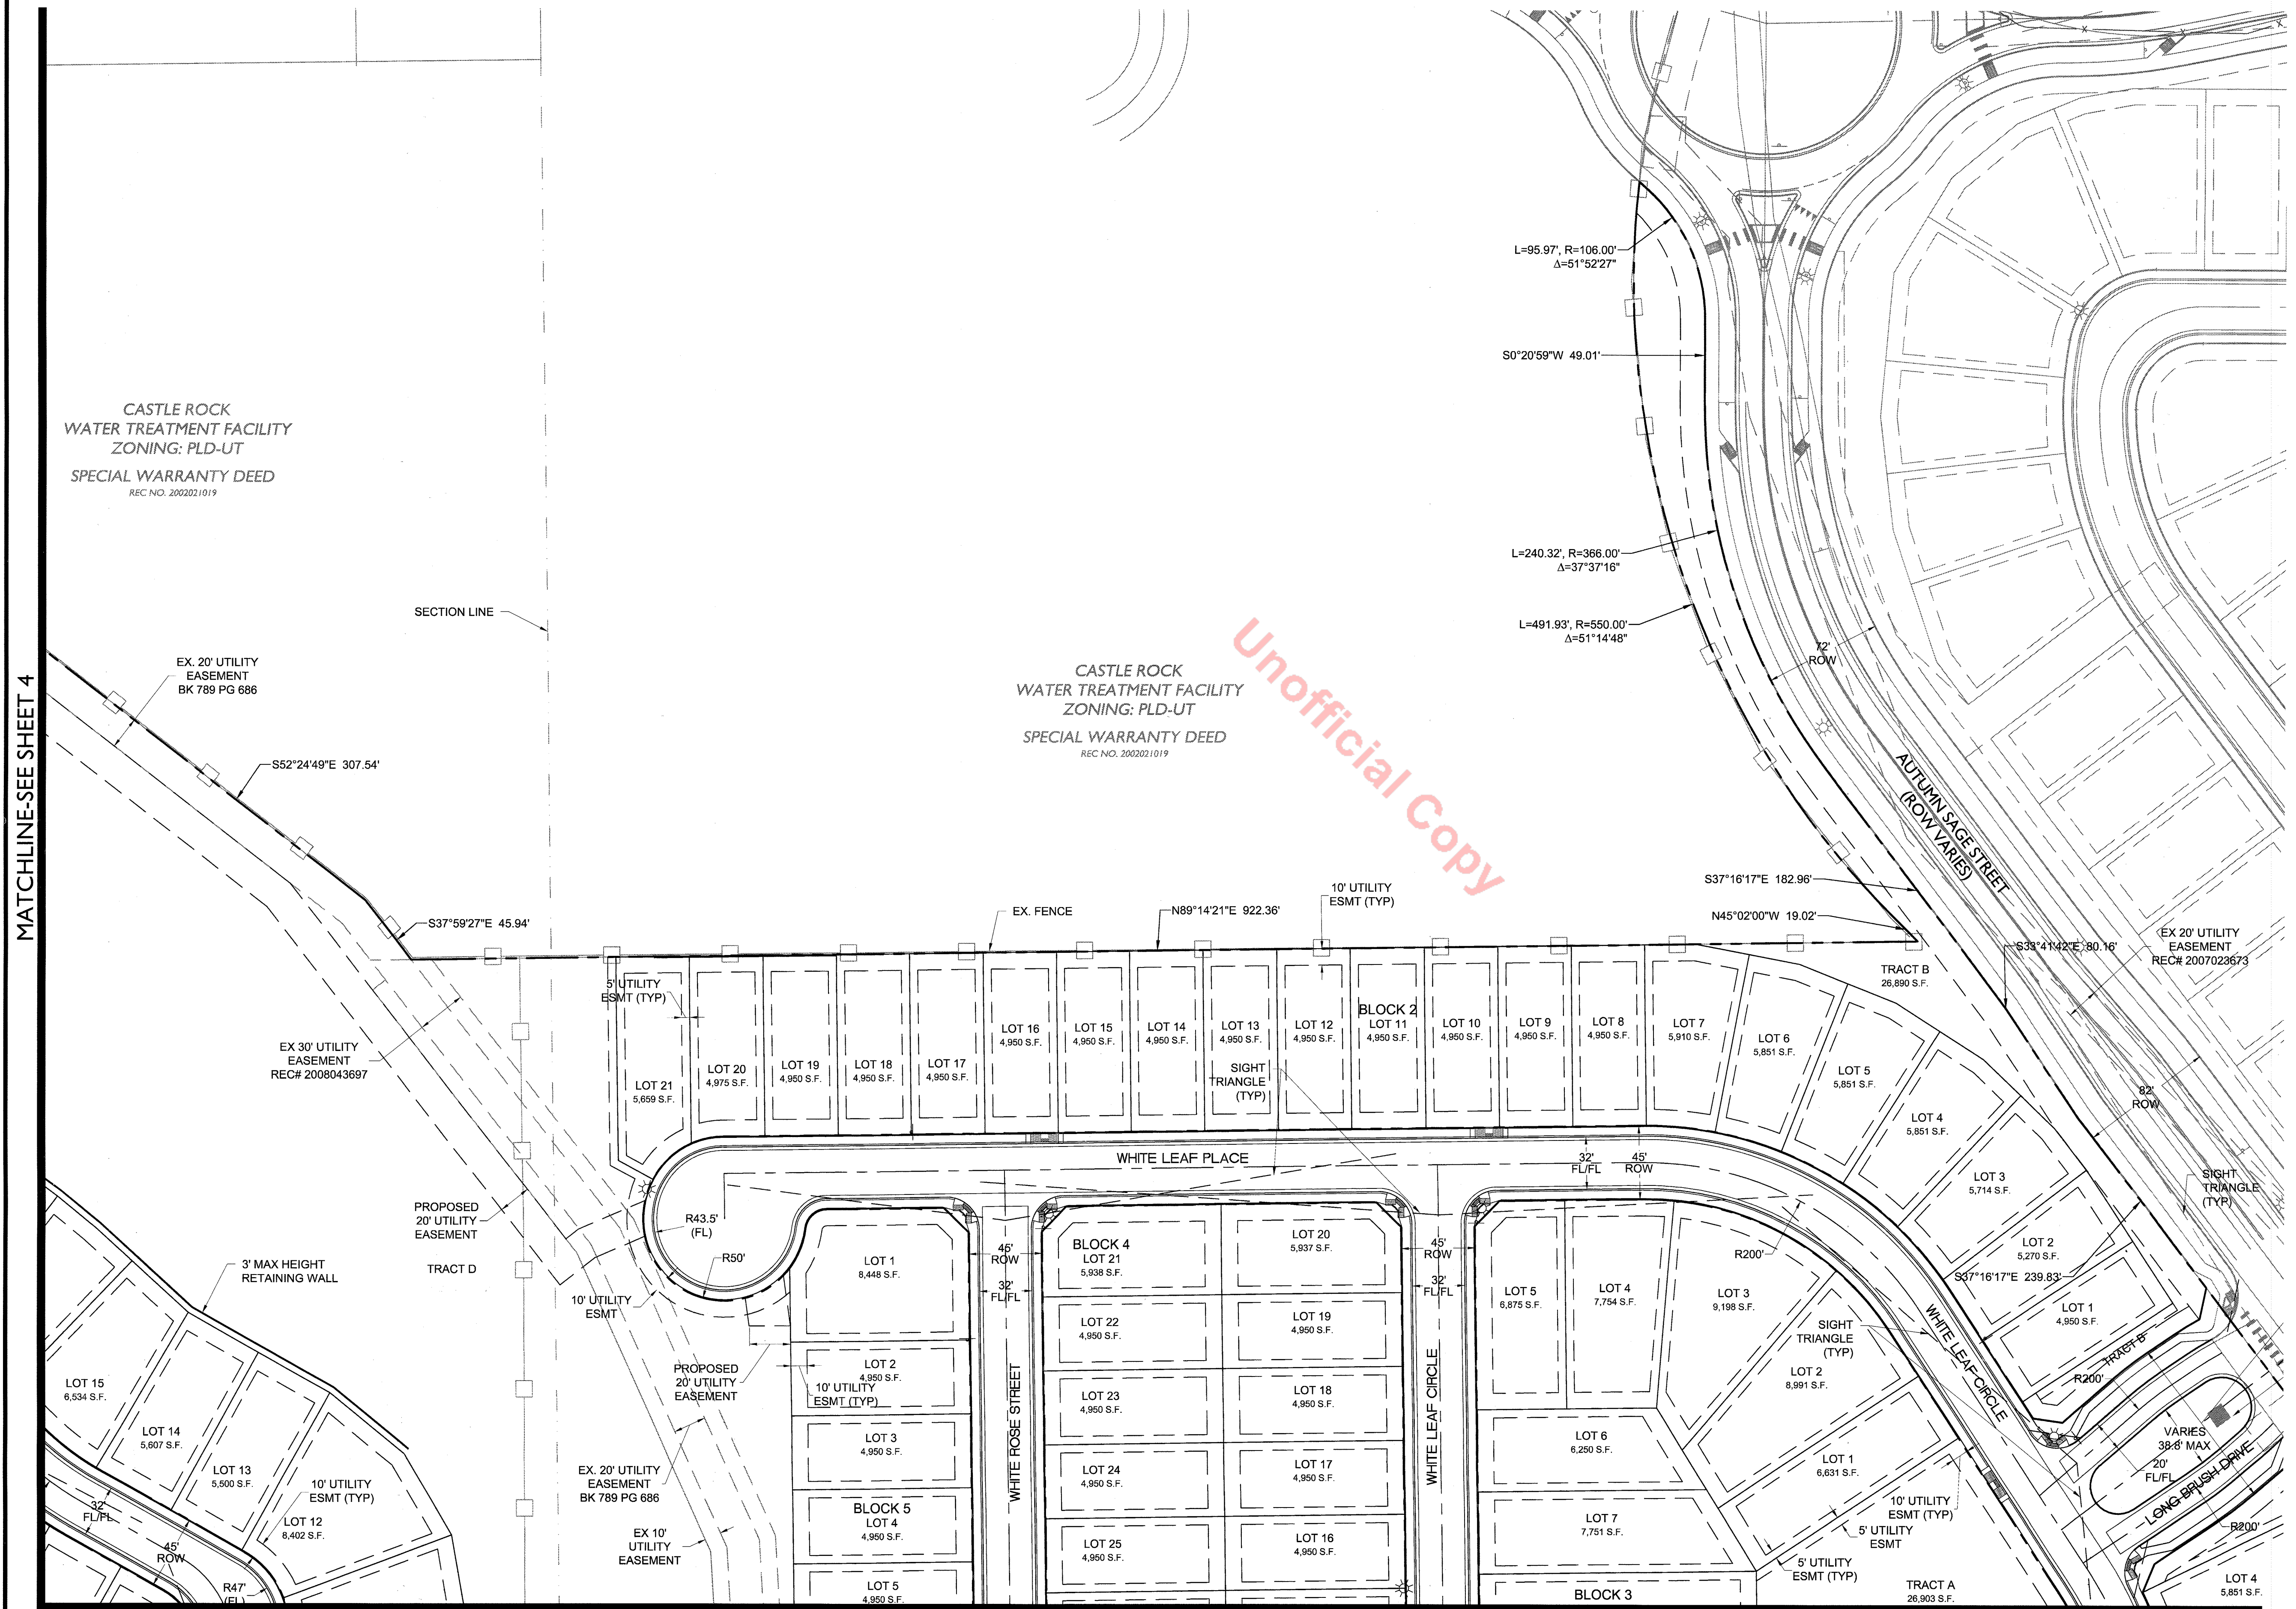 MATCHLINE-SEE SHEET 4
CASTLE ROCK
WATER TREATMENT FACILITY
ZONING: PLD-UT
SPECIAL WARRANTY DEED
REC NO. 2002021019
L=95.97', R=106.00'
Δ=51°52'27"
S0°20'59"W 49.01'
L=240.32', R=366.00'
Δ=37°37'16"
L=491.93', R=550.00'
Δ=51°14'48"
72'
ROW
SECTION LINE
EX. 20' UTILITY
EASEMENT
BK 789 PG 686
S52°24'49"E 307.54'
CASTLE ROCK
WATER TREATMENT FACILITY
ZONING: PLD-UT
SPECIAL WARRANTY DEED
REC NO. 2002021019
Unofficial Copy
AUTUMN SAGE STREET
(ROW VARIES)
S37°59'27"E 45.94'
EX. FENCE
N89°14'21"E 922.36'
10' UTILITY
ESMT (TYP)
S37°16'17"E 182.96'
N45°02'00"W 19.02'
S33°41'42"E 80.16'
EX 20' UTILITY
EASEMENT
REC# 2007023673
TRACT B
26,890 S.F.
5' UTILITY
ESMT (TYP)
EX 30' UTILITY
EASEMENT
REC# 2008043697
LOT 21
5,659 S.F.
LOT 20
4,975 S.F.
LOT 19
4,950 S.F.
LOT 18
4,950 S.F.
LOT 17
4,950 S.F.
LOT 16
4,950 S.F.
LOT 15
4,950 S.F.
LOT 14
4,950 S.F.
LOT 13
4,950 S.F.
LOT 12
4,950 S.F.
BLOCK 2
LOT 11
4,950 S.F.
LOT 10
4,950 S.F.
LOT 9
4,950 S.F.
LOT 8
4,950 S.F.
LOT 7
5,910 S.F.
LOT 6
5,851 S.F.
LOT 5
5,851 S.F.
LOT 4
5,851 S.F.
LOT 3
5,714 S.F.
LOT 2
5,270 S.F.
S37°16'17"E 239.83'
LOT 1
4,950 S.F.
82'
ROW
SIGHT
TRIANGLE
(TYP)
SIGHT
TRIANGLE
(TYP)
WHITE LEAF PLACE
32'
FL/FL
45'
ROW
PROPOSED
20' UTILITY
EASEMENT
TRACT D
3' MAX HEIGHT
RETAINING WALL
R43.5'
(FL)
R50'
10' UTILITY
ESMT
LOT 1
8,448 S.F.
45'
ROW
32'
FL/FL
BLOCK 4
LOT 21
5,938 S.F.
LOT 20
5,937 S.F.
45'
ROW
32'
FL/FL
LOT 5
6,875 S.F.
LOT 4
7,754 S.F.
LOT 3
9,198 S.F.
R200'
SIGHT
TRIANGLE
(TYP)
WHITE LEAF CIRCLE
TRACT B
R200'
LOT 22
4,950 S.F.
LOT 19
4,950 S.F.
PROPOSED
20' UTILITY
EASEMENT
LOT 2
4,950 S.F.
10' UTILITY
ESMT (TYP)
WHITE ROSE STREET
LOT 23
4,950 S.F.
LOT 18
4,950 S.F.
WHITE LEAF CIRCLE
LOT 2
8,991 S.F.
LOT 15
6,534 S.F.
LOT 14
5,607 S.F.
LOT 13
5,500 S.F.
10' UTILITY
ESMT (TYP)
LOT 12
8,402 S.F.
32'
FL/FL
45'
ROW
R47'
(FL)
EX. 20' UTILITY
EASEMENT
BK 789 PG 686
EX 10'
UTILITY
EASEMENT
LOT 3
4,950 S.F.
BLOCK 5
LOT 4
4,950 S.F.
LOT 5
4,950 S.F.
LOT 24
4,950 S.F.
LOT 17
4,950 S.F.
LOT 25
4,950 S.F.
LOT 16
4,950 S.F.
LOT 6
6,250 S.F.
LOT 7
7,751 S.F.
BLOCK 3
LOT 1
6,631 S.F.
10' UTILITY
ESMT (TYP)
5' UTILITY
ESMT
5' UTILITY
ESMT (TYP)
TRACT A
26,903 S.F.
VARIES
38.8' MAX
20'
FL/FL
LONG BRUSH DRIVE
R200'
LOT 4
5,851 S.F.